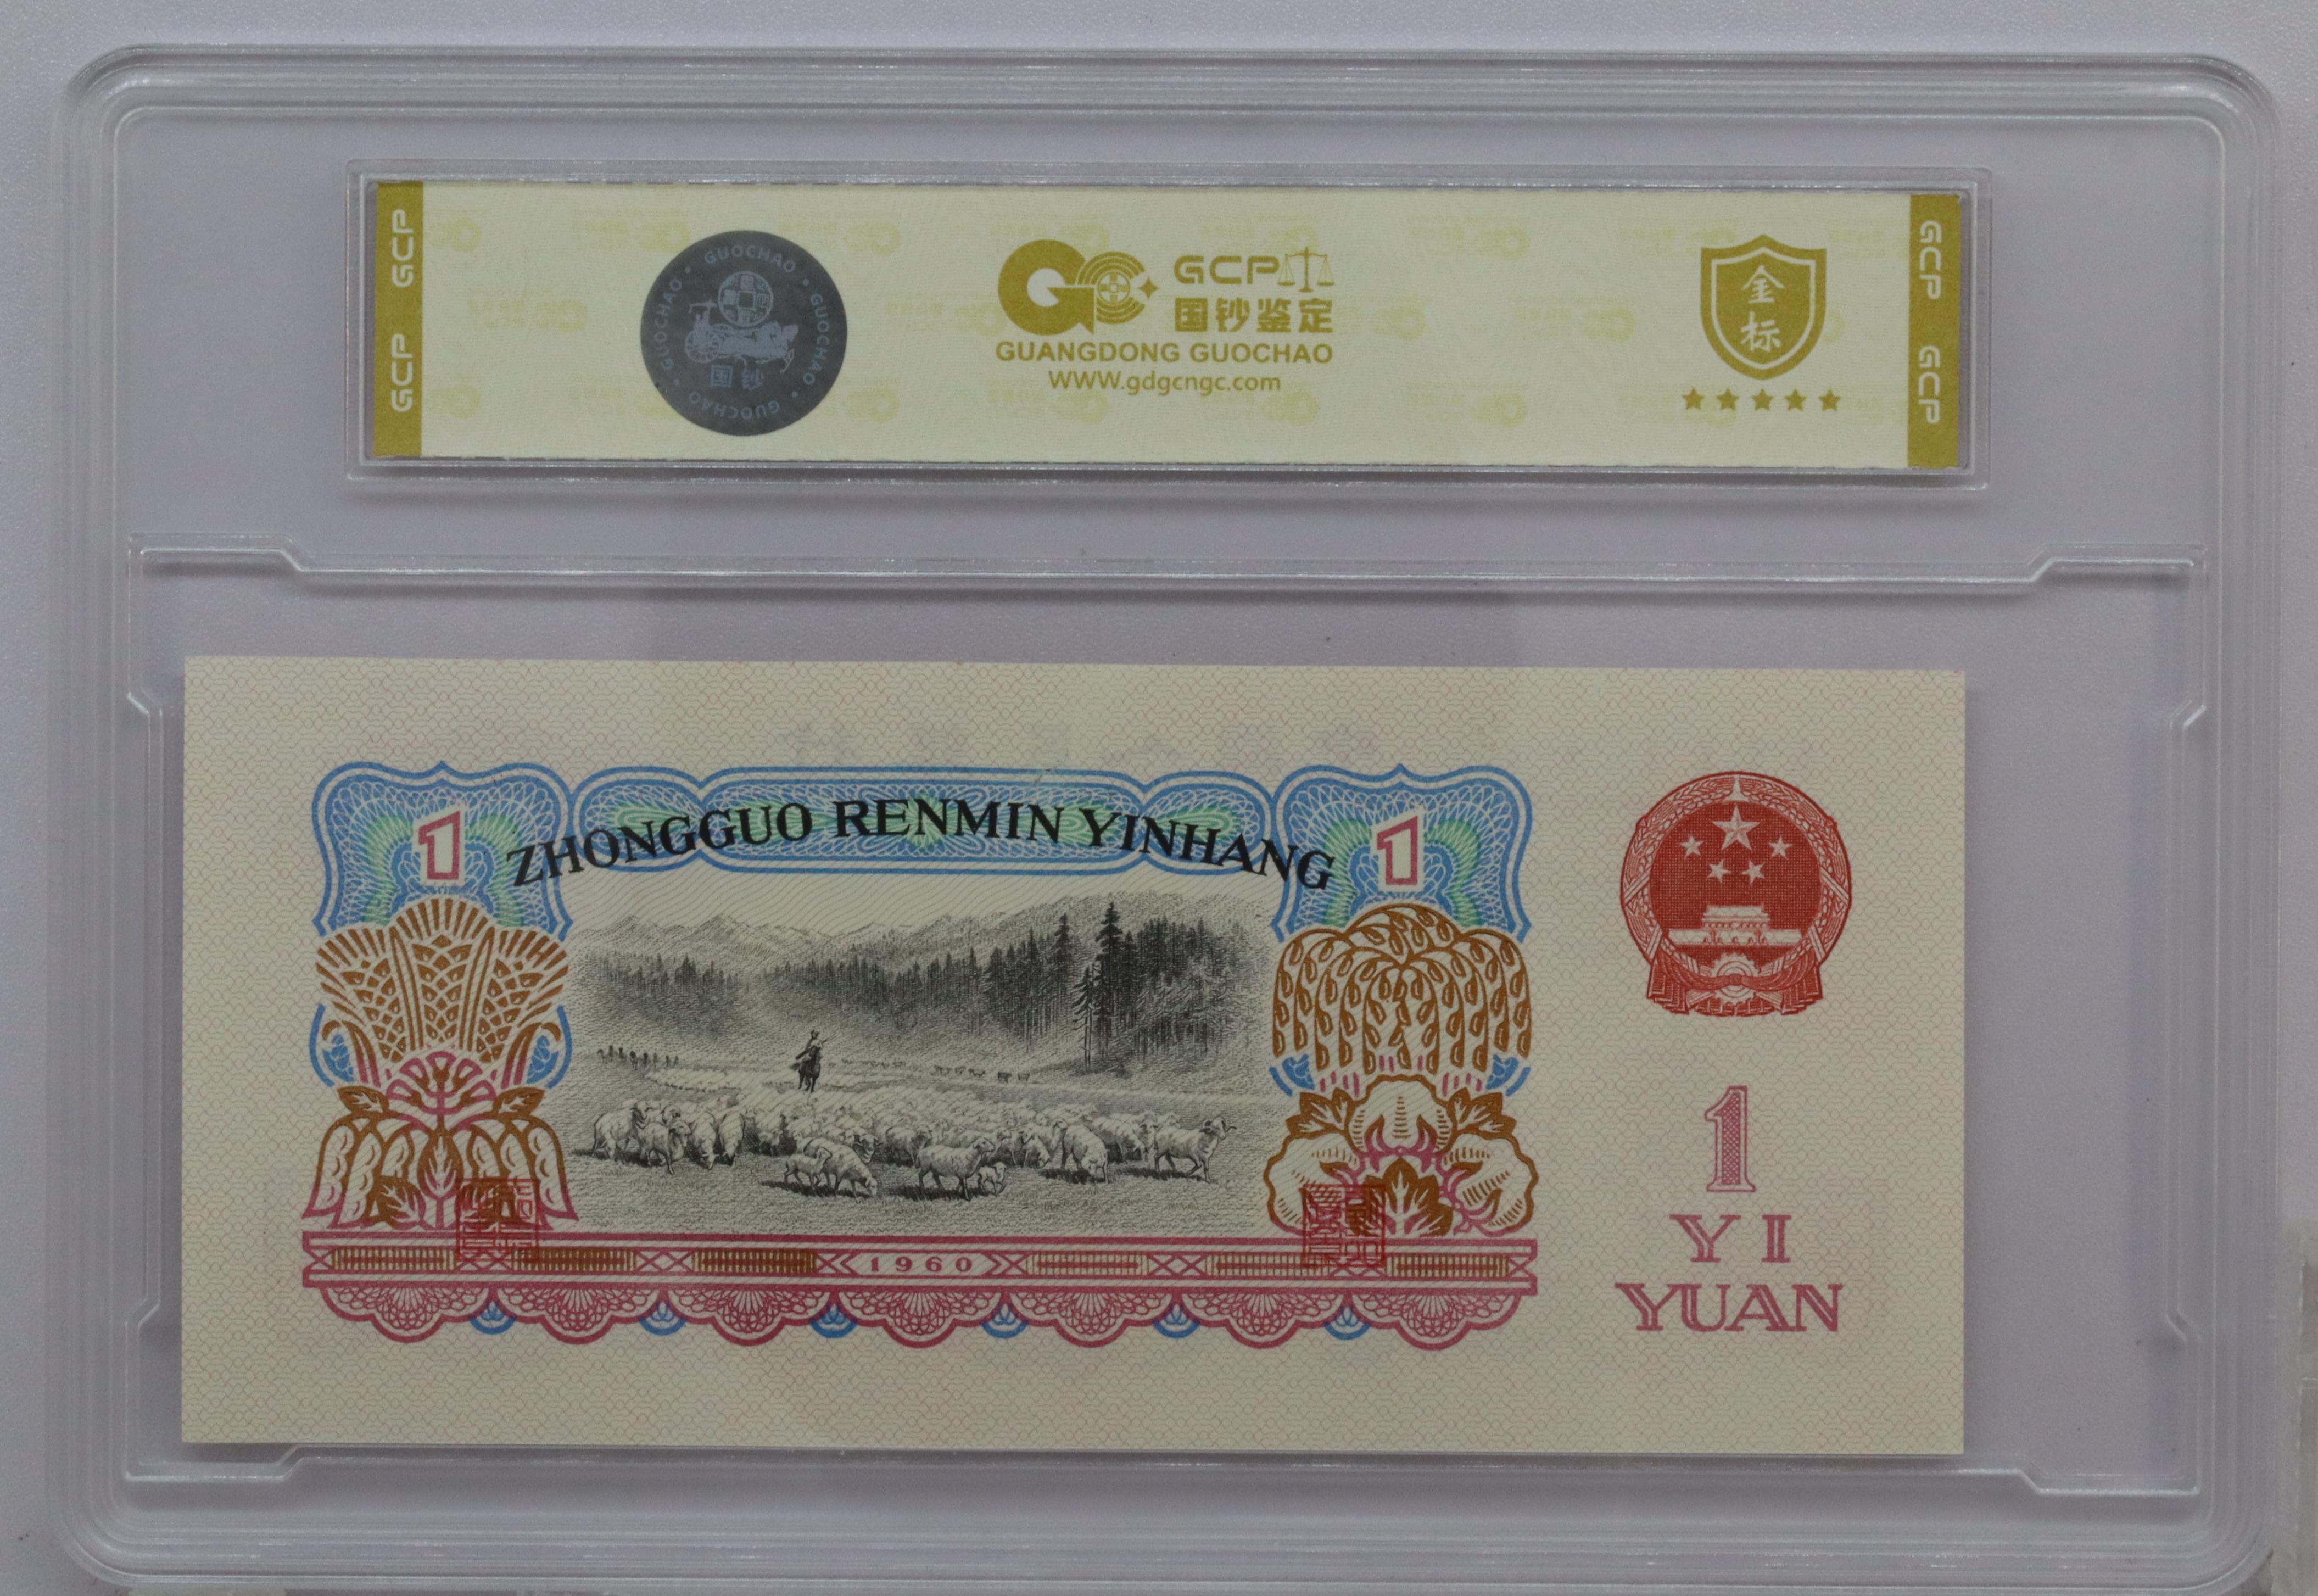 GCP GCP
GUOCHAO • GUOCHAO • GUOCHAO • GUOCHAO
国钞
GCP
国钞鉴定
GUANGDONG GUOCHAO
WWW.gdgcngc.com
金标
GCP GCP
ZHONGGUO RENMIN YINHANG
1
1
1
YI
YUAN
1960